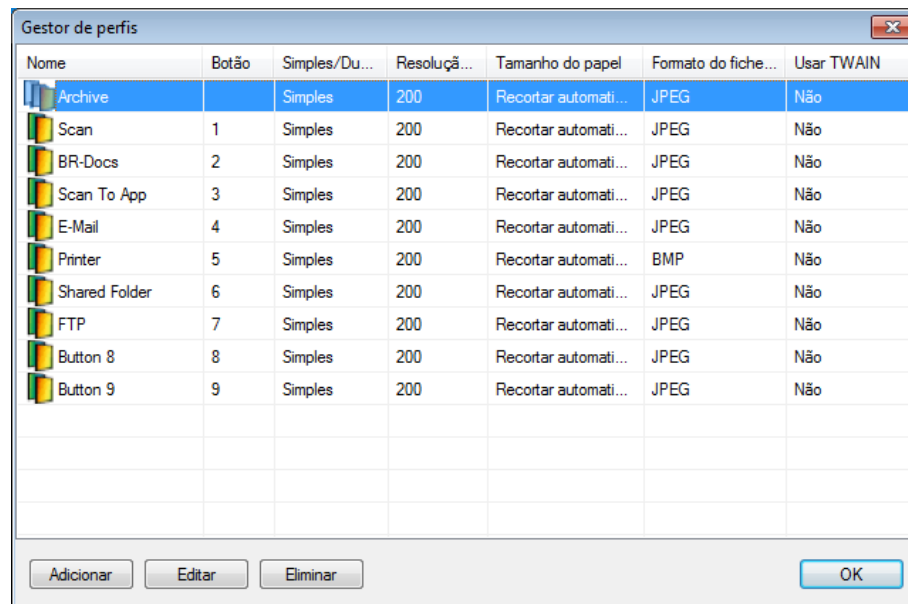 Gestor de perfis
Nome Botão Simples/Du... Resoluçã... Tamanho do papel Formato do fiche... Usar TWAIN
Archive Simples 200 Recortar automati... JPEG Não
Scan 1 Simples 200 Recortar automati... JPEG Não
BR-Docs 2 Simples 200 Recortar automati... JPEG Não
Scan To App 3 Simples 200 Recortar automati... JPEG Não
E-Mail 4 Simples 200 Recortar automati... JPEG Não
Printer 5 Simples 200 Recortar automati... BMP Não
Shared Folder 6 Simples 200 Recortar automati... JPEG Não
FTP 7 Simples 200 Recortar automati... JPEG Não
Button 8 8 Simples 200 Recortar automati... JPEG Não
Button 9 9 Simples 200 Recortar automati... JPEG Não
Adicionar Editar Eliminar OK